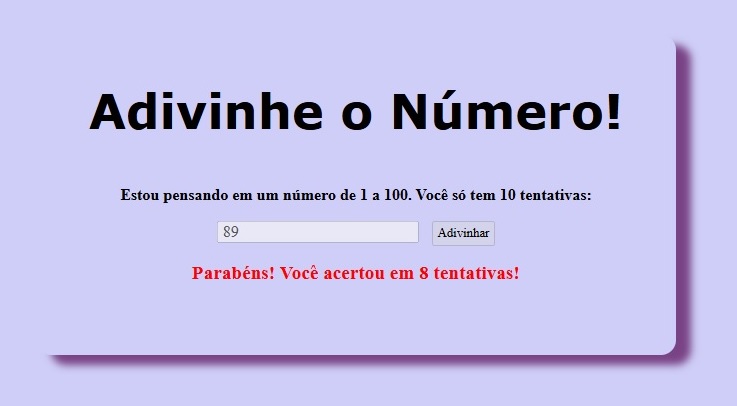 Adivinhe o Número!
Estou pensando em um número de 1 a 100. Você só tem 10 tentativas:
89 Adivinhar
Parabéns! Você acertou em 8 tentativas!